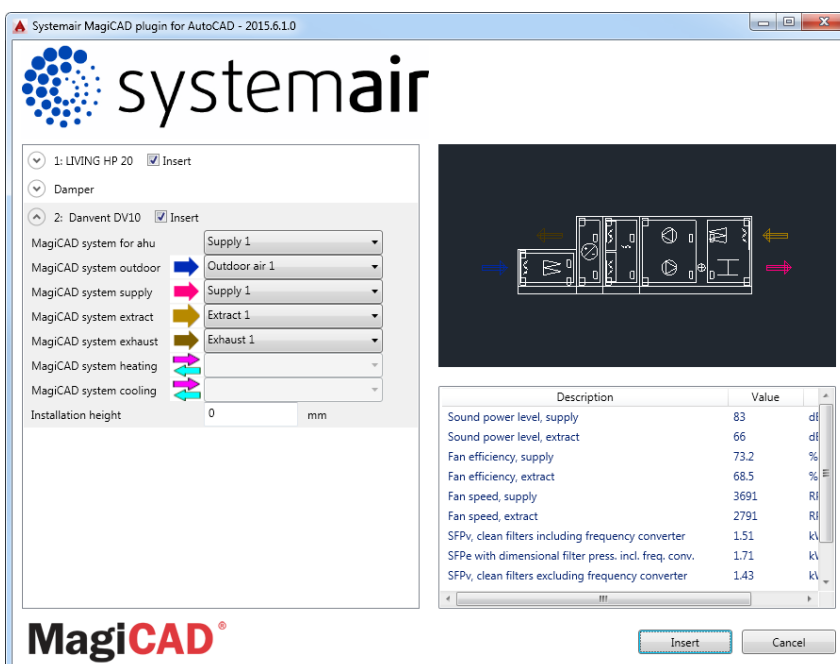 Systemair MagiCAD plugin for AutoCAD - 2015.6.1.0
systemair
1: LIVING HP 20 Insert
Damper
2: Danvent DV10 Insert
MagiCAD system for ahu Supply 1
MagiCAD system outdoor Outdoor air 1
MagiCAD system supply Supply 1
MagiCAD system extract Extract 1
MagiCAD system exhaust Exhaust 1
MagiCAD system heating
MagiCAD system cooling
Installation height 0 mm
Description Value
Sound power level, supply 83
Sound power level, extract 66
Fan efficiency, supply 73.2 %
Fan efficiency, extract 68.5 %
Fan speed, supply 3691
Fan speed, extract 2791
SFPv, clean filters including frequency converter 1.51
SFPe with dimensional filter press. incl. freq. conv. 1.71
SFPv, clean filters excluding frequency converter 1.43
MagiCAD®
Insert Cancel